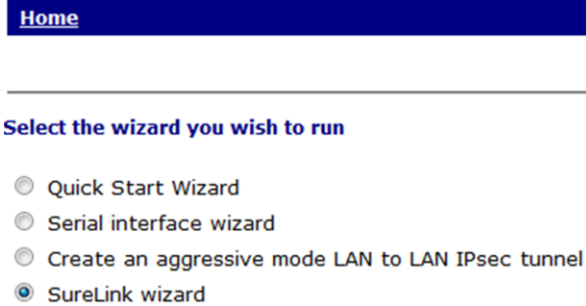 Home
Select the wizard you wish to run
Quick Start Wizard
Serial interface wizard
Create an aggressive mode LAN to LAN IPsec tunnel
SureLink wizard